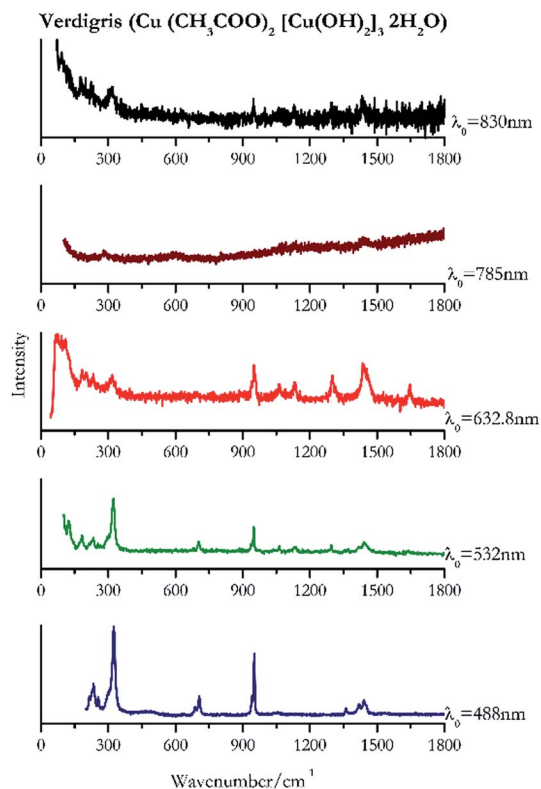 Verdigris (Cu (CH₃COO)₂ [Cu(OH)₂]₃ 2H₂O)
0 300 600 900 1200 1500 1800
λ₀=830nm
0 300 600 900 1200 1500 1800
λ₀=785nm
Intensity
0 300 600 900 1200 1500 1800
λ₀=632.8nm
0 300 600 900 1200 1500 1800
λ₀=532nm
0 300 600 900 1200 1500 1800
λ₀=488nm
Wavenumber/cm⁻¹